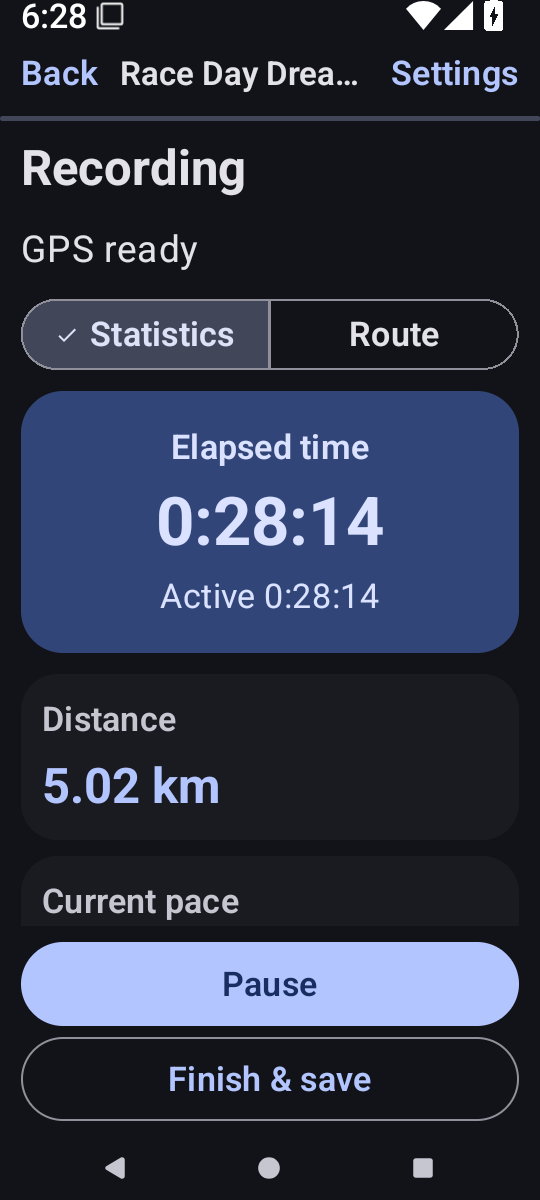 6:28
Back Race Day Drea... Settings
Recording
GPS ready
Statistics Route
Elapsed time
0:28:14
Active 0:28:14
Distance
5.02 km
Current pace
Pause
Finish & save